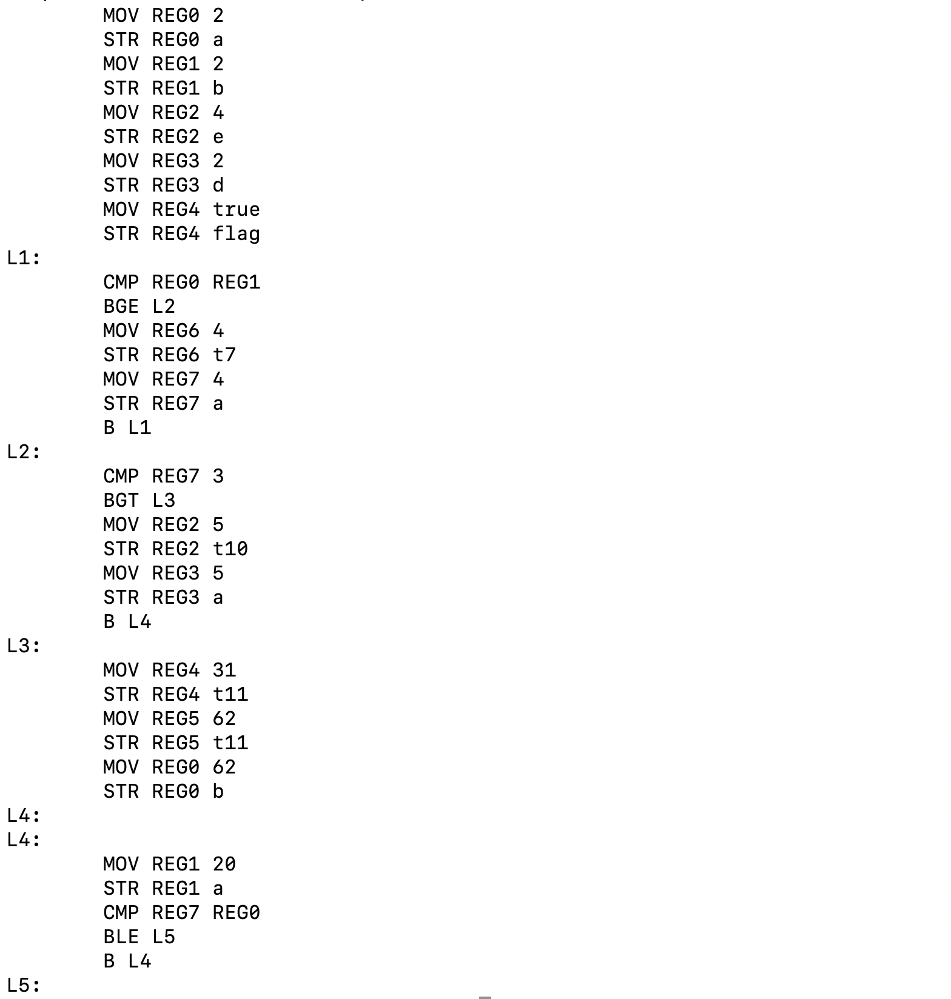 MOV REG0 2
STR REG0 a
MOV REG1 2
STR REG1 b
MOV REG2 4
STR REG2 e
MOV REG3 2
STR REG3 d
MOV REG4 true
STR REG4 flag
L1:
CMP REG0 REG1
BGE L2
MOV REG6 4
STR REG6 t7
MOV REG7 4
STR REG7 a
B L1
L2:
CMP REG7 3
BGT L3
MOV REG2 5
STR REG2 t10
MOV REG3 5
STR REG3 a
B L4
L3:
MOV REG4 31
STR REG4 t11
MOV REG5 62
STR REG5 t11
MOV REG0 62
STR REG0 b
L4:
L4:
MOV REG1 20
STR REG1 a
CMP REG7 REG0
BLE L5
B L4
L5: